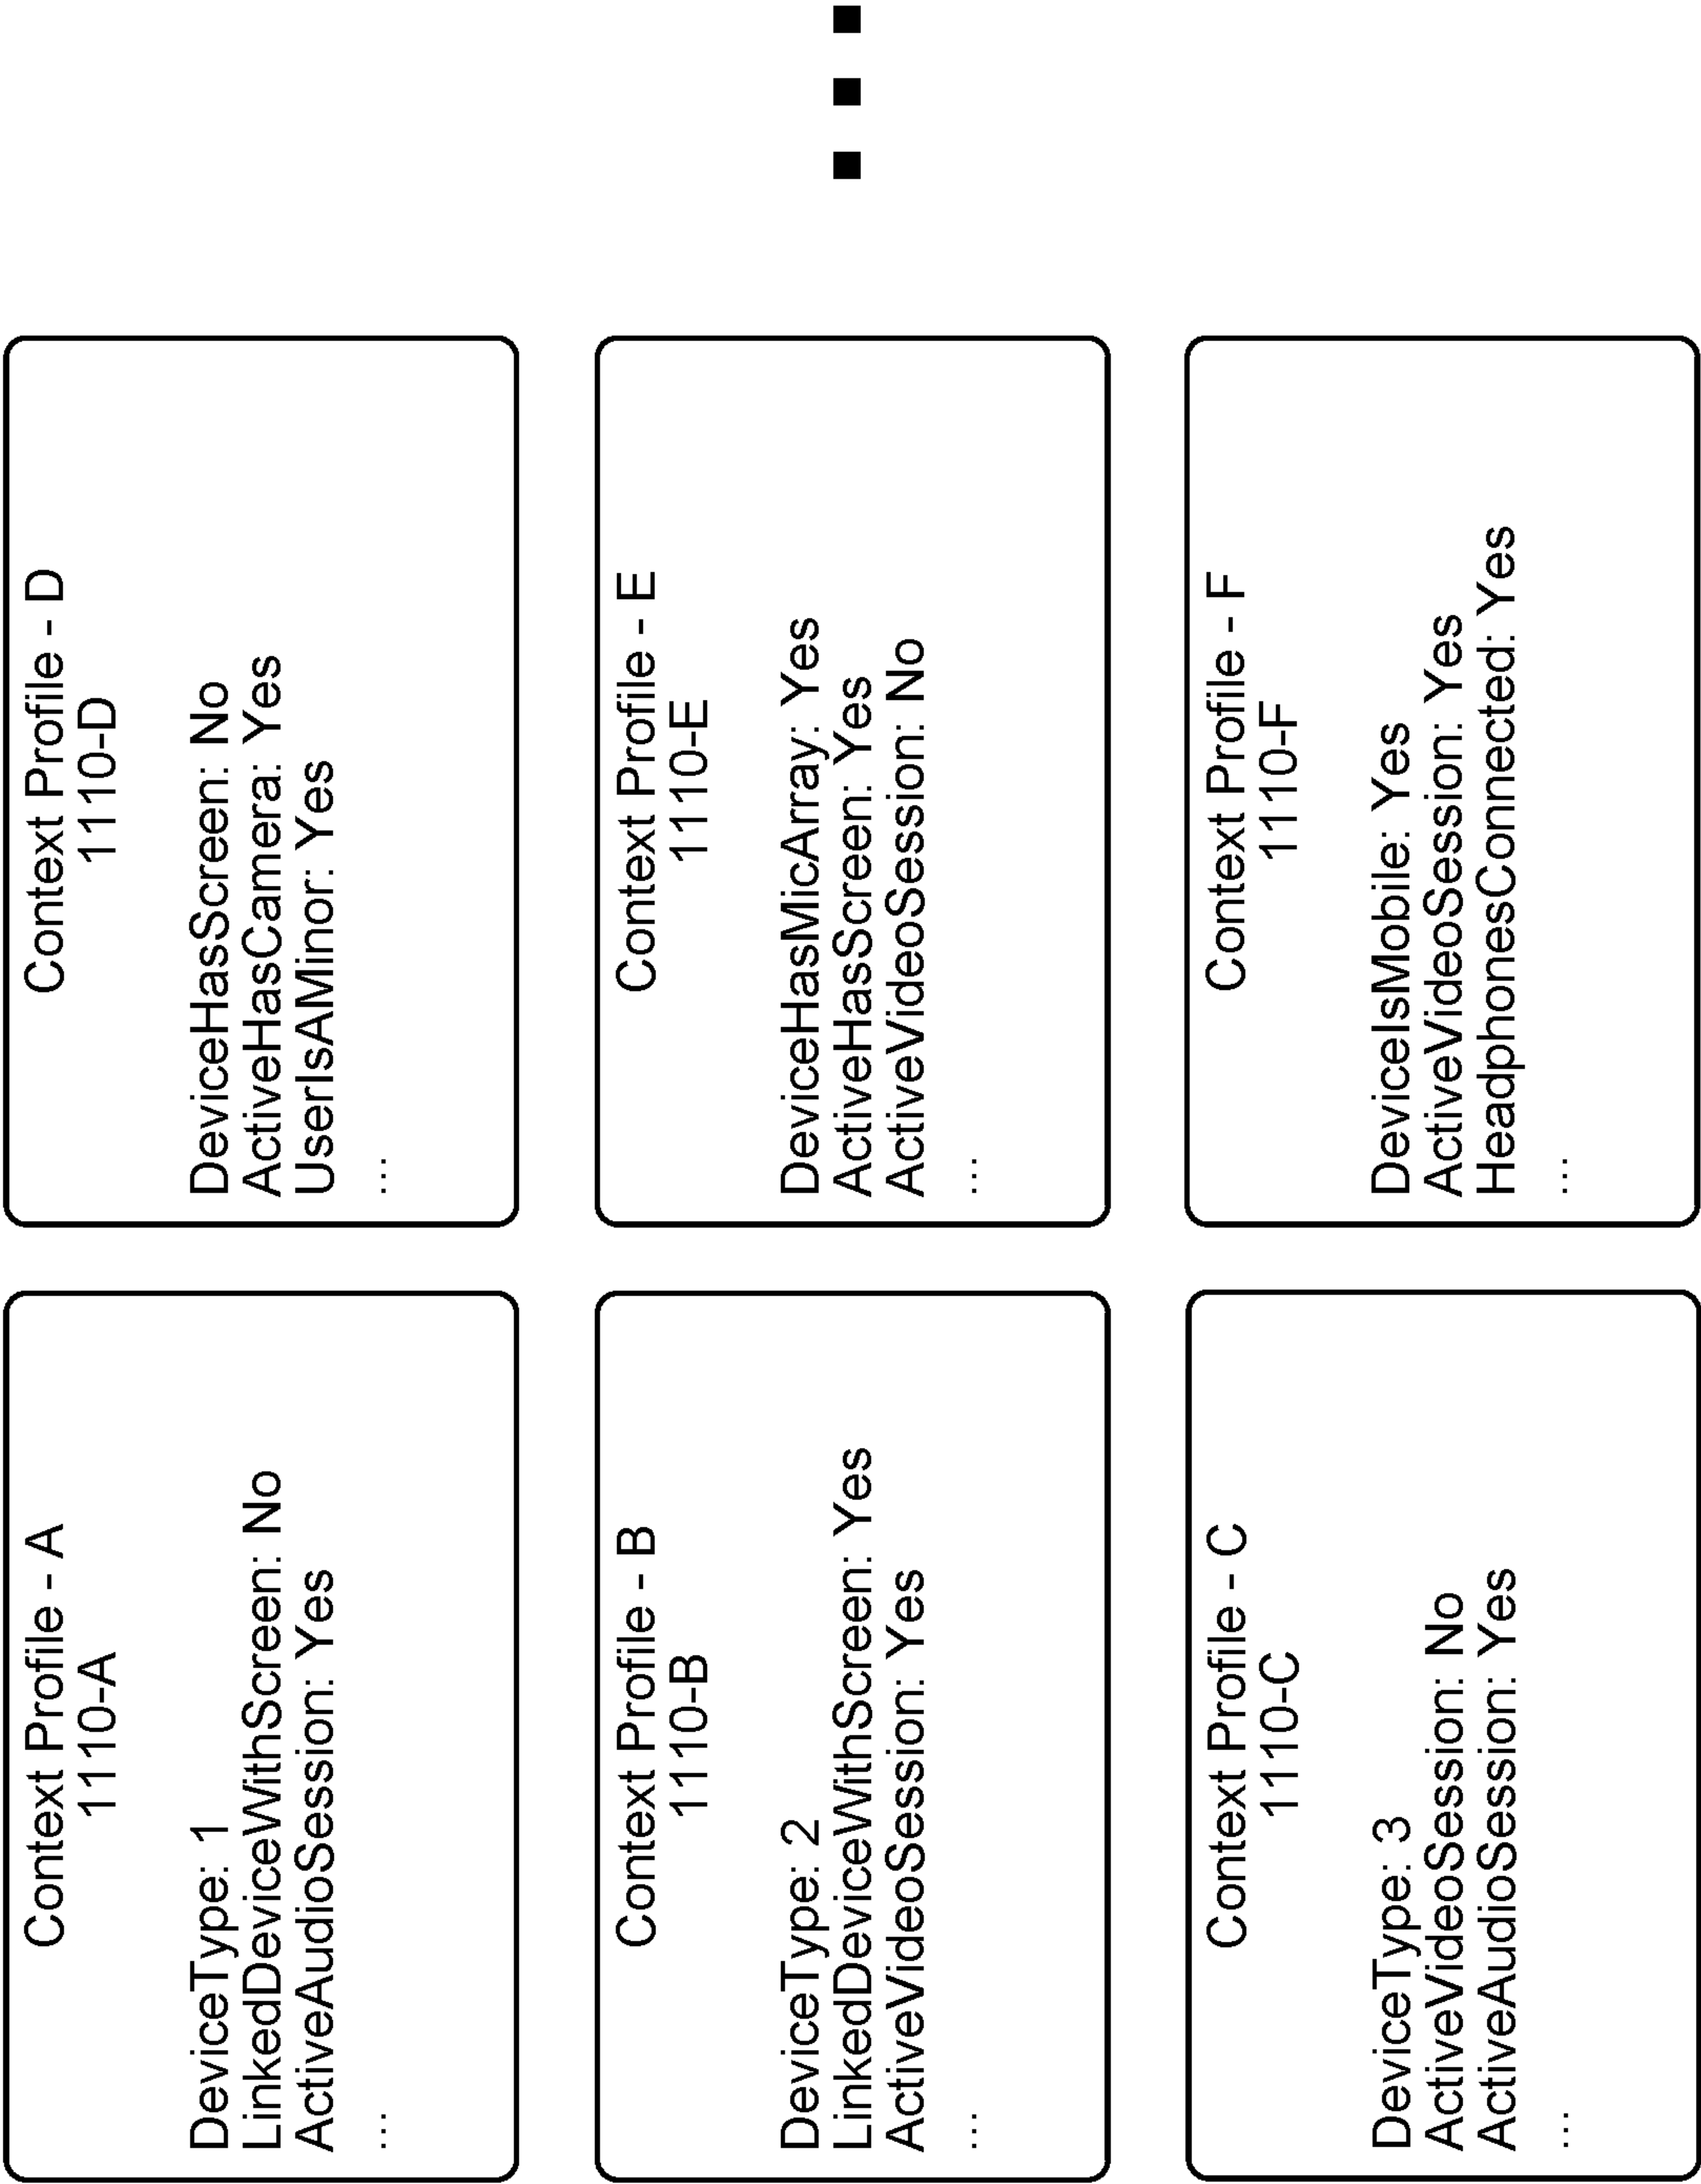 Context Profile - A
1110-A
DeviceType: 1
LinkedDeviceWithScreen: No
ActiveAudioSession: Yes
...
Context Profile - D
1110-D
DeviceHasScreen: No
ActiveHasCamera: Yes
UserIsAMinor: Yes
...
Context Profile - B
1110-B
DeviceType: 2
LinkedDeviceWithScreen: Yes
ActiveVideoSession: Yes
...
Context Profile - E
1110-E
DeviceHasMicArray: Yes
ActiveHasScreen: Yes
ActiveVideoSession: No
...
Context Profile - C
1110-C
DeviceType: 3
ActiveVideoSession: No
ActiveAudioSession: Yes
...
Context Profile - F
1110-F
DeviceIsMobile: Yes
ActiveVideoSession: Yes
HeadphonesConnected: Yes
...